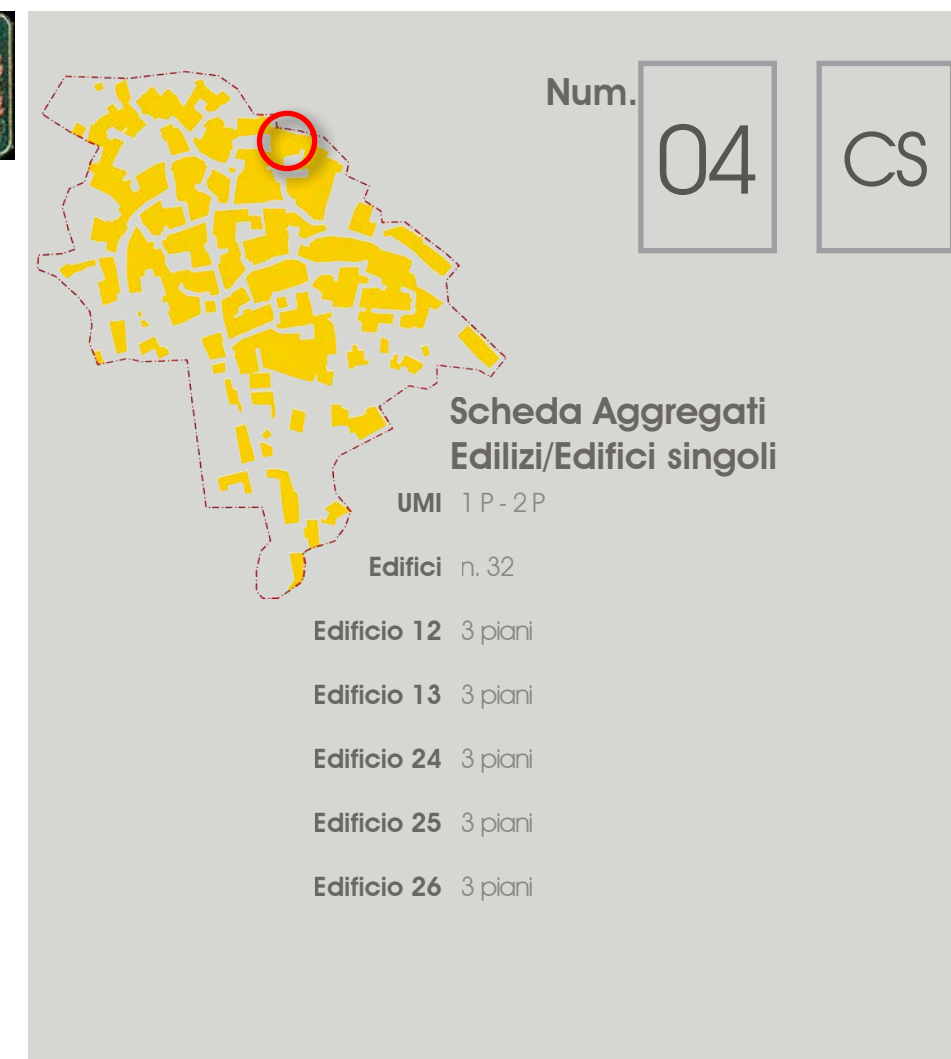 Num.
04
CS
Scheda Aggregati
Edilizi/Edifici singoli
UMI 1 P - 2 P
Edifici n. 32
Edificio 12 3 piani
Edificio 13 3 piani
Edificio 24 3 piani
Edificio 25 3 piani
Edificio 26 3 piani